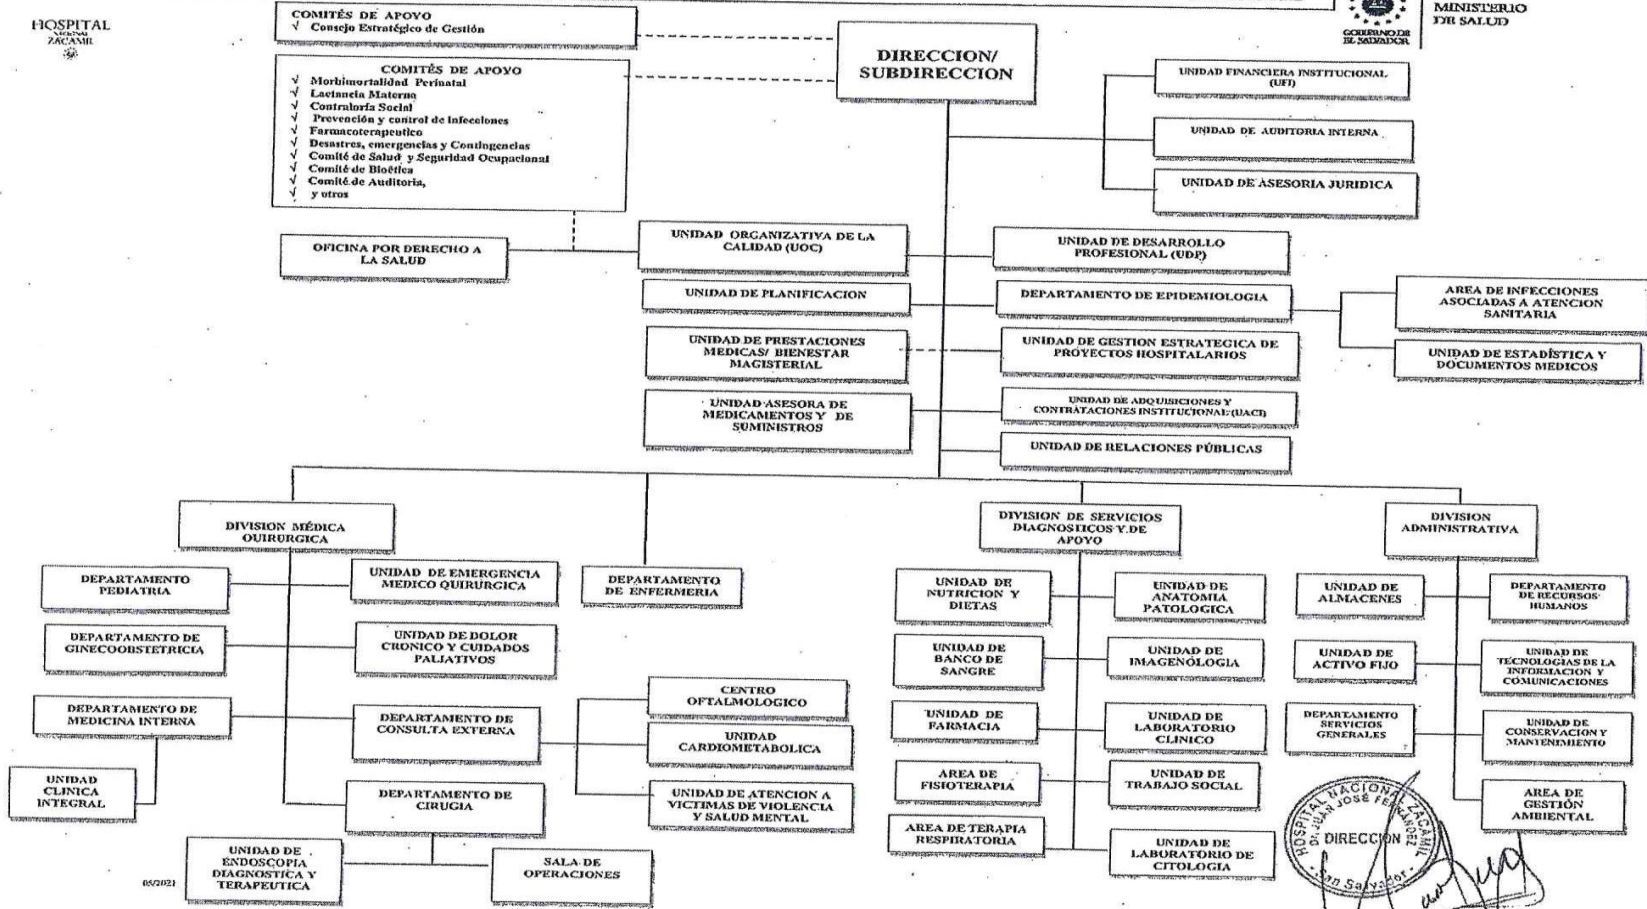 HOSPITAL
NACIONAL
ZACAMIL
COMITÉS DE APOYO
√ Consejo Estratégico de Gestión
DIRECCION/
SUBDIRECCION
GOBIERNO DE
EL SALVADOR
MINISTERIO
DE SALUD
COMITÉS DE APOYO
√ Morbimortalidad Perinatal
√ Lactancia Materna
√ Contraloría Social
√ Prevención y control de Infecciones
√ Farmacoterapeutico
√ Desastres, emergencias y Contingencias
√ Comité de Salud y Seguridad Ocupacional
√ Comité de Bioética
√ Comité de Auditoria,
√ y otros
UNIDAD FINANCIERA INSTITUCIONAL
(UFI)
UNIDAD DE AUDITORIA INTERNA
UNIDAD DE ASESORIA JURIDICA
OFICINA POR DERECHO A
LA SALUD
UNIDAD ORGANIZATIVA DE LA
CALIDAD (UOC)
UNIDAD DE DESARROLLO
PROFESIONAL (UDP)
UNIDAD DE PLANIFICACION
DEPARTAMENTO DE EPIDEMIOLOGIA
AREA DE INFECCIONES
ASOCIADAS A ATENCION
SANITARIA
UNIDAD DE ESTADÍSTICA Y
DOCUMENTOS MEDICOS
UNIDAD DE PRESTACIONES
MEDICAS/ BIENESTAR
MAGISTERIAL
UNIDAD DE GESTION ESTRATEGICA DE
PROYECTOS HOSPITALARIOS
UNIDAD ASESORA DE
MEDICAMENTOS Y DE
SUMINISTROS
UNIDAD DE ADQUISICIONES Y
CONTRATACIONES INSTITUCIONAL (UACI)
UNIDAD DE RELACIONES PÚBLICAS
DIVISION MÉDICA
QUIRURGICA
DEPARTAMENTO
PEDIATRIA
UNIDAD DE EMERGENCIA
MEDICO QUIRURGICA
DEPARTAMENTO DE
GINECOOBSTETRICIA
UNIDAD DE DOLOR
CRONICO Y CUIDADOS
PALIATIVOS
DEPARTAMENTO DE
MEDICINA INTERNA
DEPARTAMENTO DE
CONSULTA EXTERNA
CENTRO
OFTALMOLOGICO
UNIDAD
CARDIOMETABOLICA
UNIDAD DE ATENCION A
VICTIMAS DE VIOLENCIA
Y SALUD MENTAL
UNIDAD
CLINICA
INTEGRAL
DEPARTAMENTO DE
CIRUGIA
UNIDAD DE
ENDOSCOPIA
DIAGNOSTICA Y
TERAPEUTICA
SALA DE
OPERACIONES
DEPARTAMENTO
DE ENFERMERIA
DIVISION DE SERVICIOS
DIAGNOSTICOS Y DE
APOYO
UNIDAD DE
NUTRICION Y
DIETAS
UNIDAD DE
ANATOMIA
PATOLOGICA
UNIDAD DE
BANCO DE
SANGRE
UNIDAD DE
IMAGENOLOGIA
UNIDAD DE
FARMACIA
UNIDAD DE
LABORATORIO
CLINICO
AREA DE
FISIOTERAPIA
UNIDAD DE
TRABAJO SOCIAL
AREA DE TERAPIA
RESPIRATORIA
UNIDAD DE
LABORATORIO DE
CITOLOGIA
DIVISION
ADMINISTRATIVA
UNIDAD DE
ALMACENES
DEPARTAMENTO
DE RECURSOS
HUMANOS
UNIDAD DE
ACTIVO FIJO
UNIDAD DE
TECNOLOGIAS DE LA
INFORMACION Y
COMUNICACIONES
DEPARTAMENTO
SERVICIOS
GENERALES
UNIDAD DE
CONSERVACION Y
MANTENIMIENTO
AREA DE
GESTIÓN
AMBIENTAL
HOSPITAL NACIONAL ZACAMIL
DR. JUAN JOSÉ FERNÁNDEZ
DIRECCION
San Salvador
05/2021